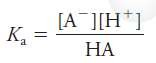 Kₐ = [A⁻][H⁺] / HA